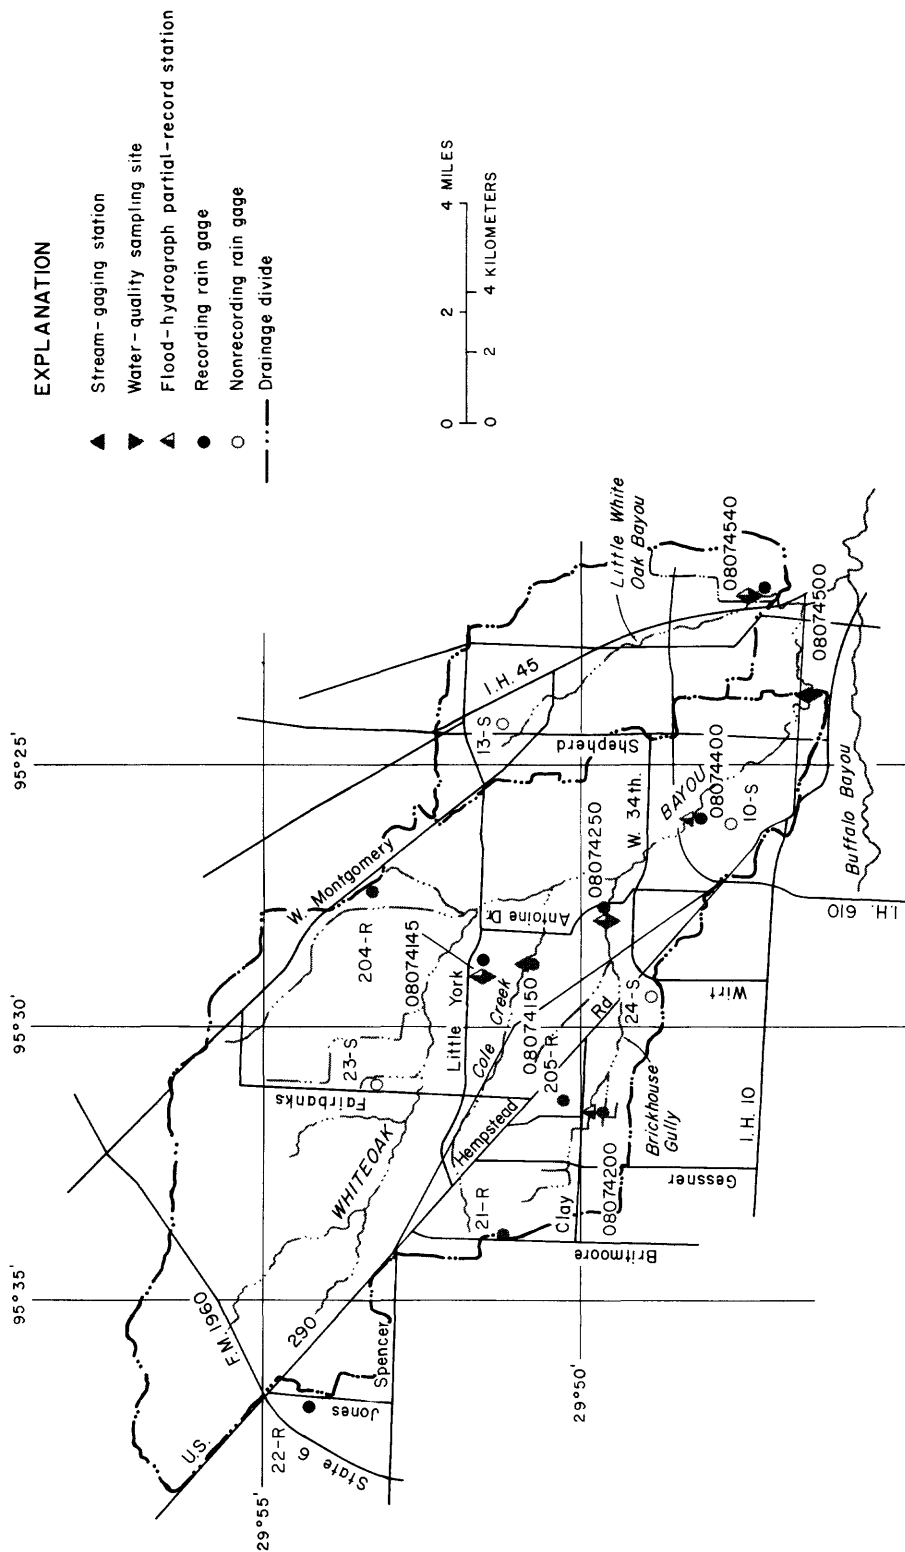 EXPLANATION
Stream-gaging station
Water-quality sampling site
Flood-hydrograph partial-record station
Recording rain gage
Nonrecording rain gage
Drainage divide
0 2 4 MILES
0 2 4 KILOMETERS
95°35'
95°30'
95°25'
29°55'
29°50'
U.S.
290
F.M. 1960
22-R
State 6
Jones
Spencer
WHITEOAK
BAYOU
Fairbanks
23-S
204-R
W. Montgomery
08074145
Little York
Cole Creek
08074150
205-R
Hempstead Rd
21-R
Clay
08074200
Britmoore
Gessner
Brickhouse
Gully
24-S
Wirt
I.H. 10
I.H. 610
Antoine Dr.
08074250
W. 34th.
08074400
10-S
13-S
Shepherd
I.H. 45
Little White
Oak Bayou
08074540
08074500
Buffalo Bayou